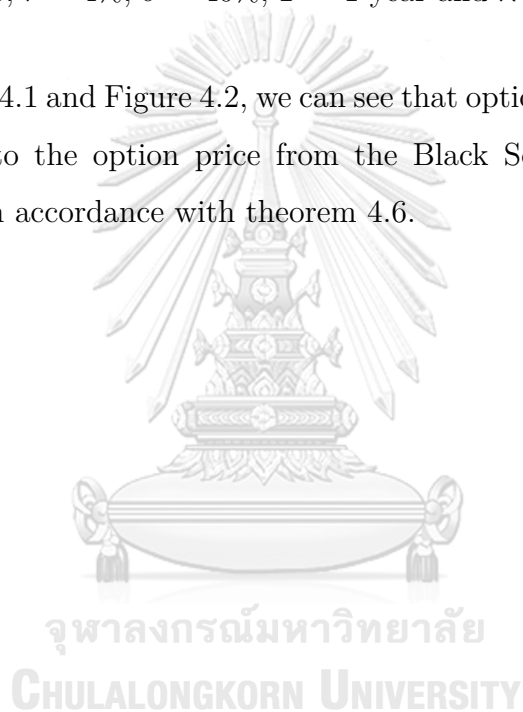 4.1 and Figure 4.2, we can see that optio
to the option price from the Black S
accordance with theorem 4.6.
จุฬาลงกรณ์มหาวิทยาลัย
CHULALONGKORN UNIVERSITY